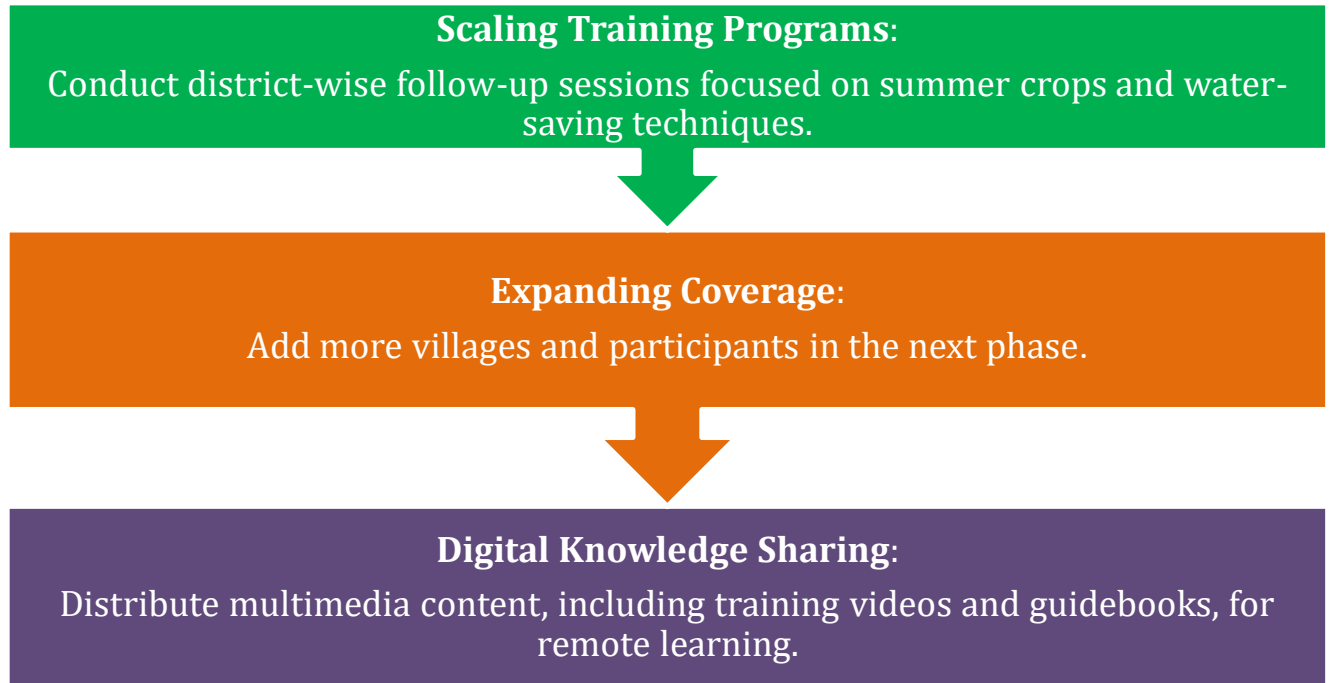 Scaling Training Programs:
Conduct district-wise follow-up sessions focused on summer crops and water-
saving techniques.
Expanding Coverage:
Add more villages and participants in the next phase.
Digital Knowledge Sharing:
Distribute multimedia content, including training videos and guidebooks, for
remote learning.